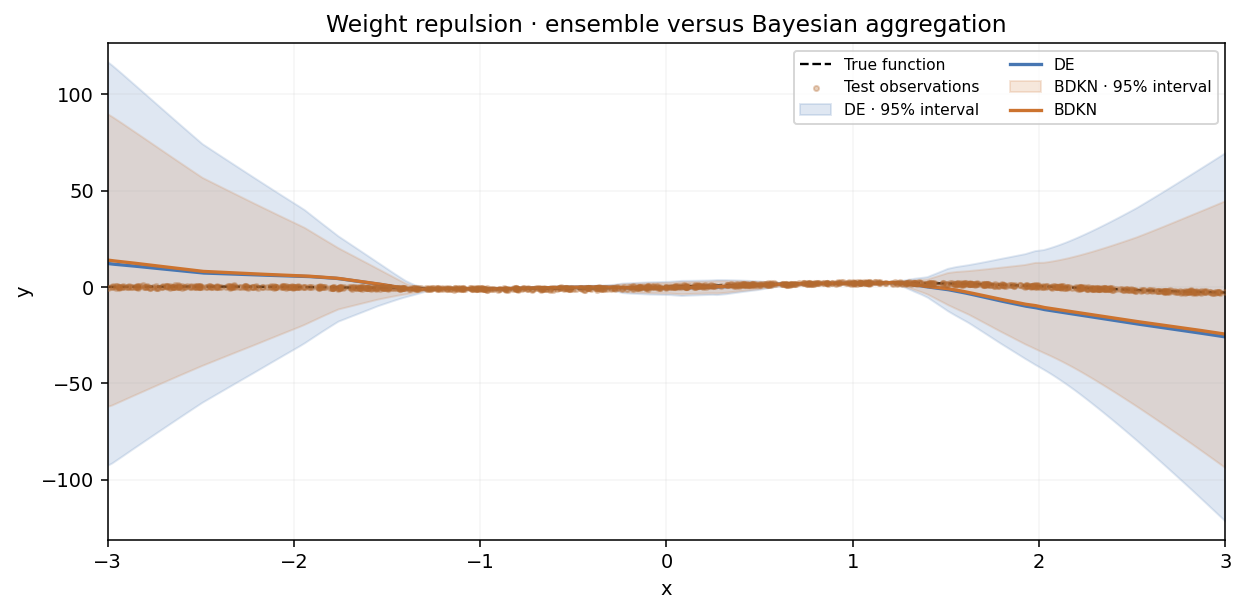 Weight repulsion · ensemble versus Bayesian aggregation
True function
Test observations
DE · 95% interval
DE
BDKN · 95% interval
BDKN
y
100
50
0
−50
−100
−3
−2
−1
0
1
2
3
x